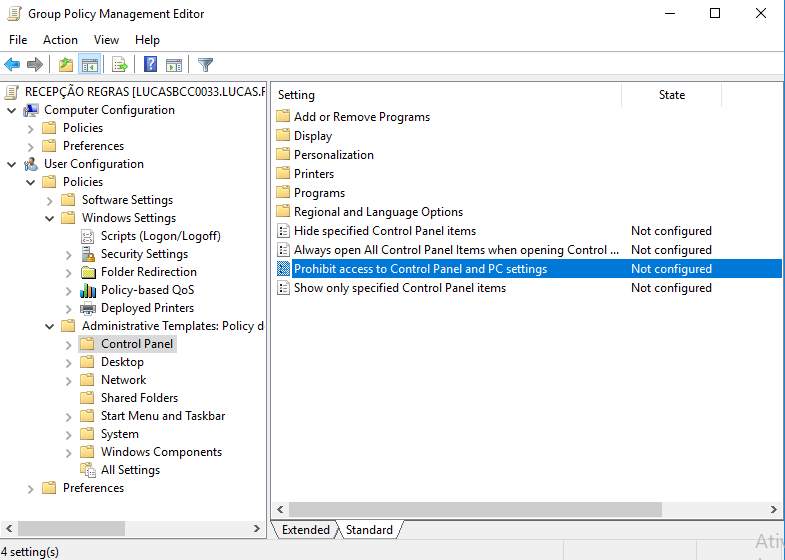 Group Policy Management Editor
File Action View Help
RECEPÇÃO REGRAS [LUCASBCC0033.LUCAS.
Computer Configuration
Policies
Preferences
User Configuration
Policies
Software Settings
Windows Settings
Scripts (Logon/Logoff)
Security Settings
Folder Redirection
Policy-based QoS
Deployed Printers
Administrative Templates: Policy d
Control Panel
Desktop
Network
Shared Folders
Start Menu and Taskbar
System
Windows Components
All Settings
Preferences
Setting State
Add or Remove Programs
Display
Personalization
Printers
Programs
Regional and Language Options
Hide specified Control Panel items Not configured
Always open All Control Panel Items when opening Control ... Not configured
Prohibit access to Control Panel and PC settings Not configured
Show only specified Control Panel items Not configured
Extended Standard
4 setting(s)